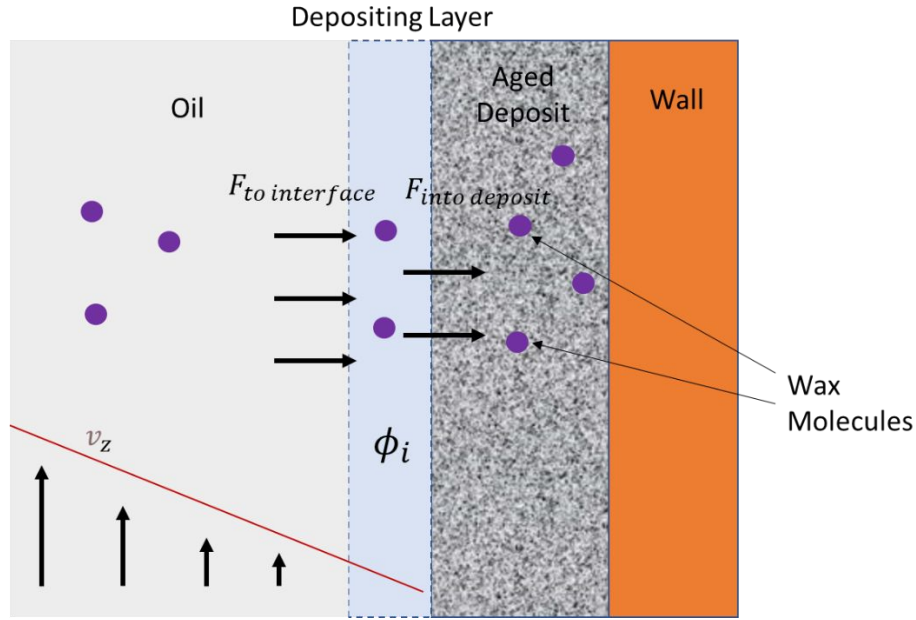 Depositing Layer
Oil
Aged
Deposit
Wall
F_{to interface}
F_{into deposit}
v_z
ϕ_i
Wax
Molecules